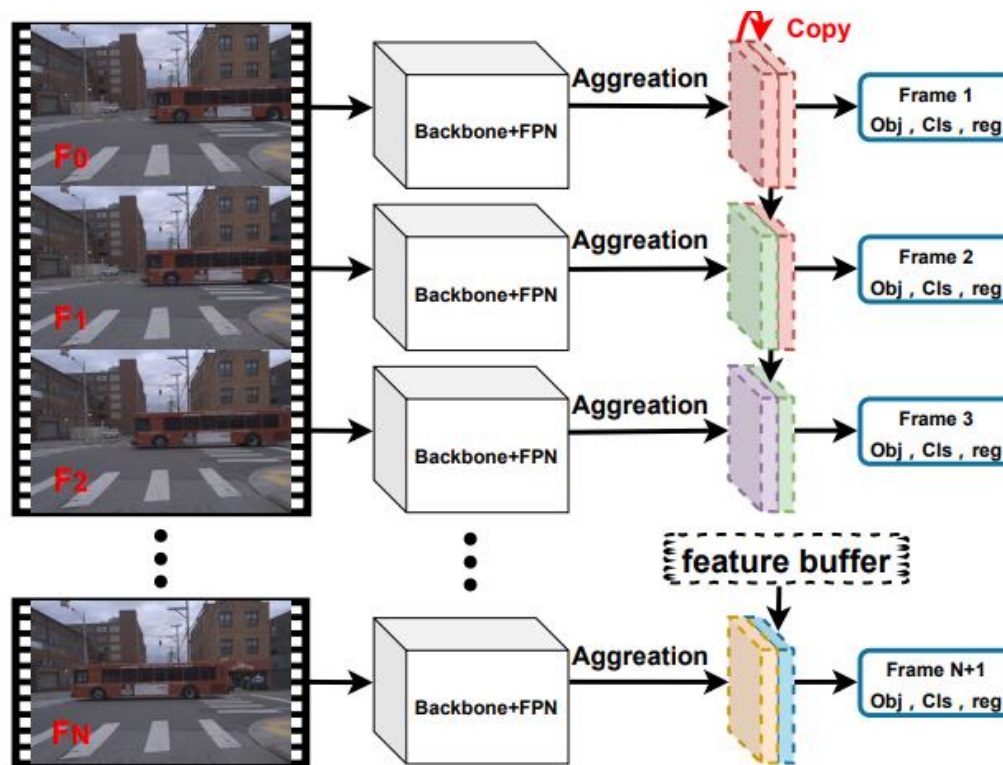 Copy
F0
Backbone+FPN
Aggreation
Frame 1
Obj , Cls , reg
F1
Backbone+FPN
Aggreation
Frame 2
Obj , Cls , reg
F2
Backbone+FPN
Aggreation
Frame 3
Obj , Cls , reg
feature buffer
FN
Backbone+FPN
Aggreation
Frame N+1
Obj , Cls , reg